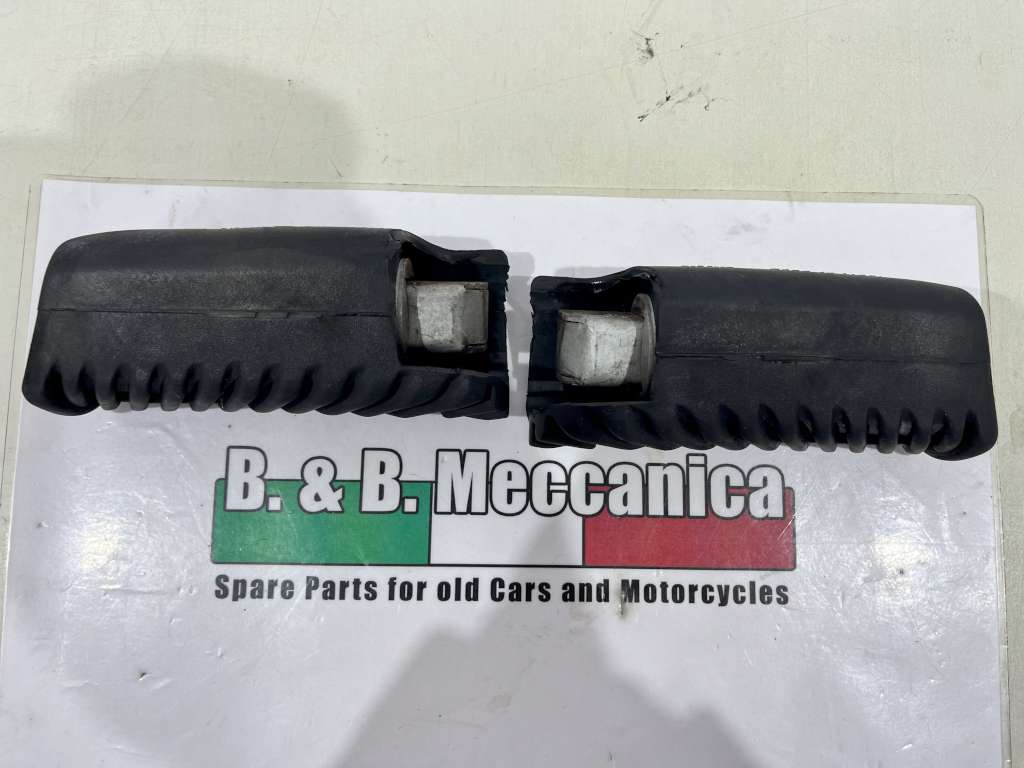 B. & B. Meccanica
Spare Parts for old Cars and Motorcycles